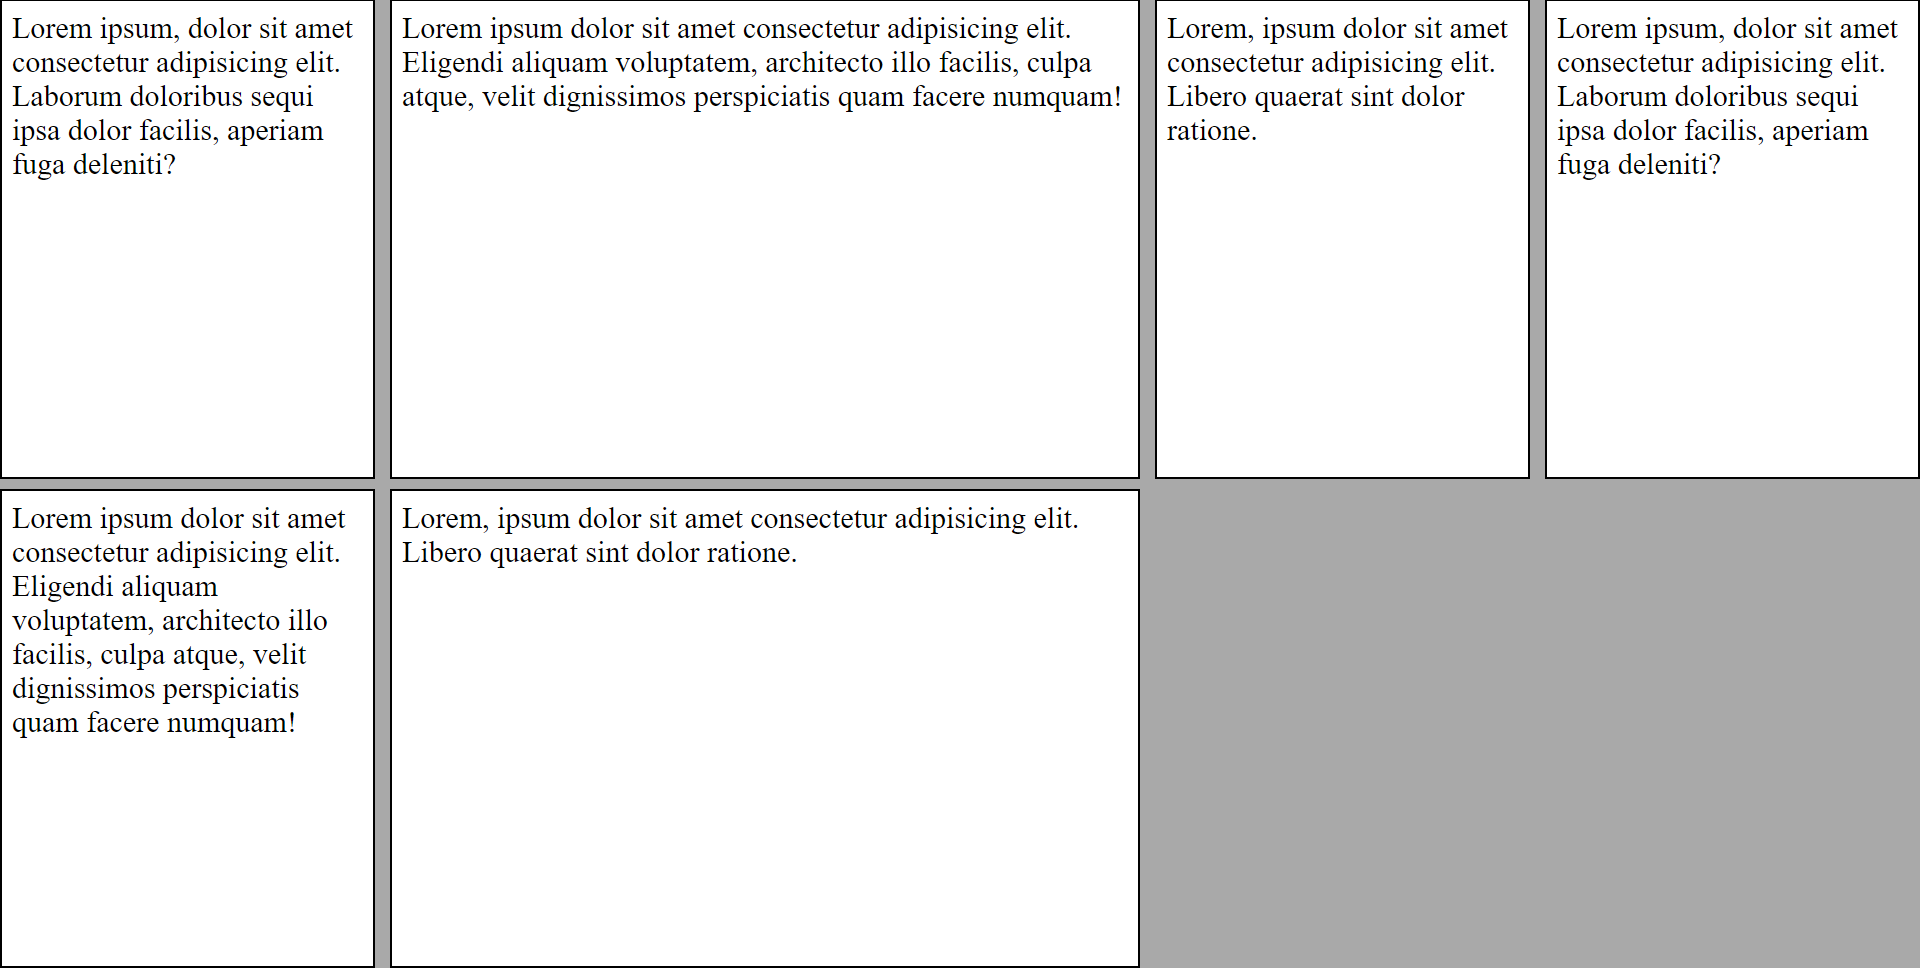 Lorem ipsum, dolor sit amet
consectetur adipisicing elit.
Laborum doloribus sequi
ipsa dolor facilis, aperiam
fuga deleniti?
Lorem ipsum dolor sit amet consectetur adipisicing elit.
Eligendi aliquam voluptatem, architecto illo facilis, culpa
atque, velit dignissimos perspiciatis quam facere numquam!
Lorem, ipsum dolor sit amet
consectetur adipisicing elit.
Libero quaerat sint dolor
ratione.
Lorem ipsum, dolor sit amet
consectetur adipisicing elit.
Laborum doloribus sequi
ipsa dolor facilis, aperiam
fuga deleniti?
Lorem ipsum dolor sit amet
consectetur adipisicing elit.
Eligendi aliquam
voluptatem, architecto illo
facilis, culpa atque, velit
dignissimos perspiciatis
quam facere numquam!
Lorem, ipsum dolor sit amet consectetur adipisicing elit.
Libero quaerat sint dolor ratione.